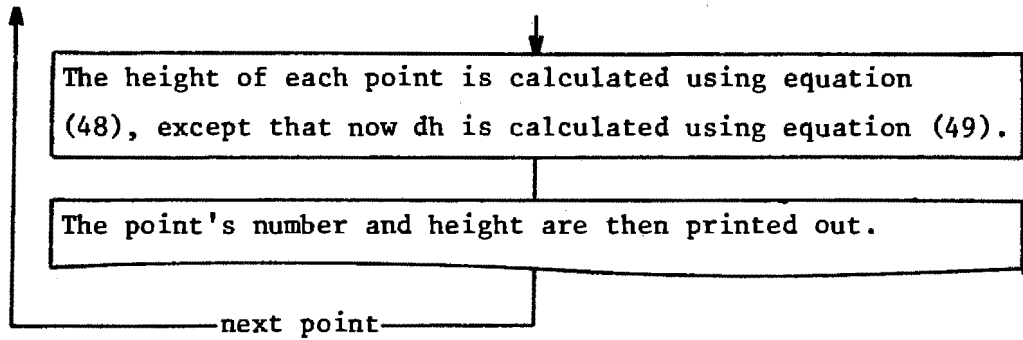 The height of each point is calculated using equation
(48), except that now dh is calculated using equation (49).
The point's number and height are then printed out.
next point